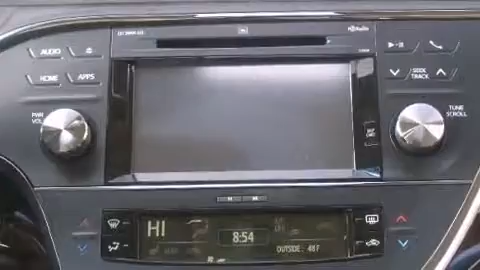 HD Radio
AUDIO
HOME
APPS
SEEK
TRACK
PWR
VOL
TUNE
SCROLL
HI
8:54
OUTSIDE